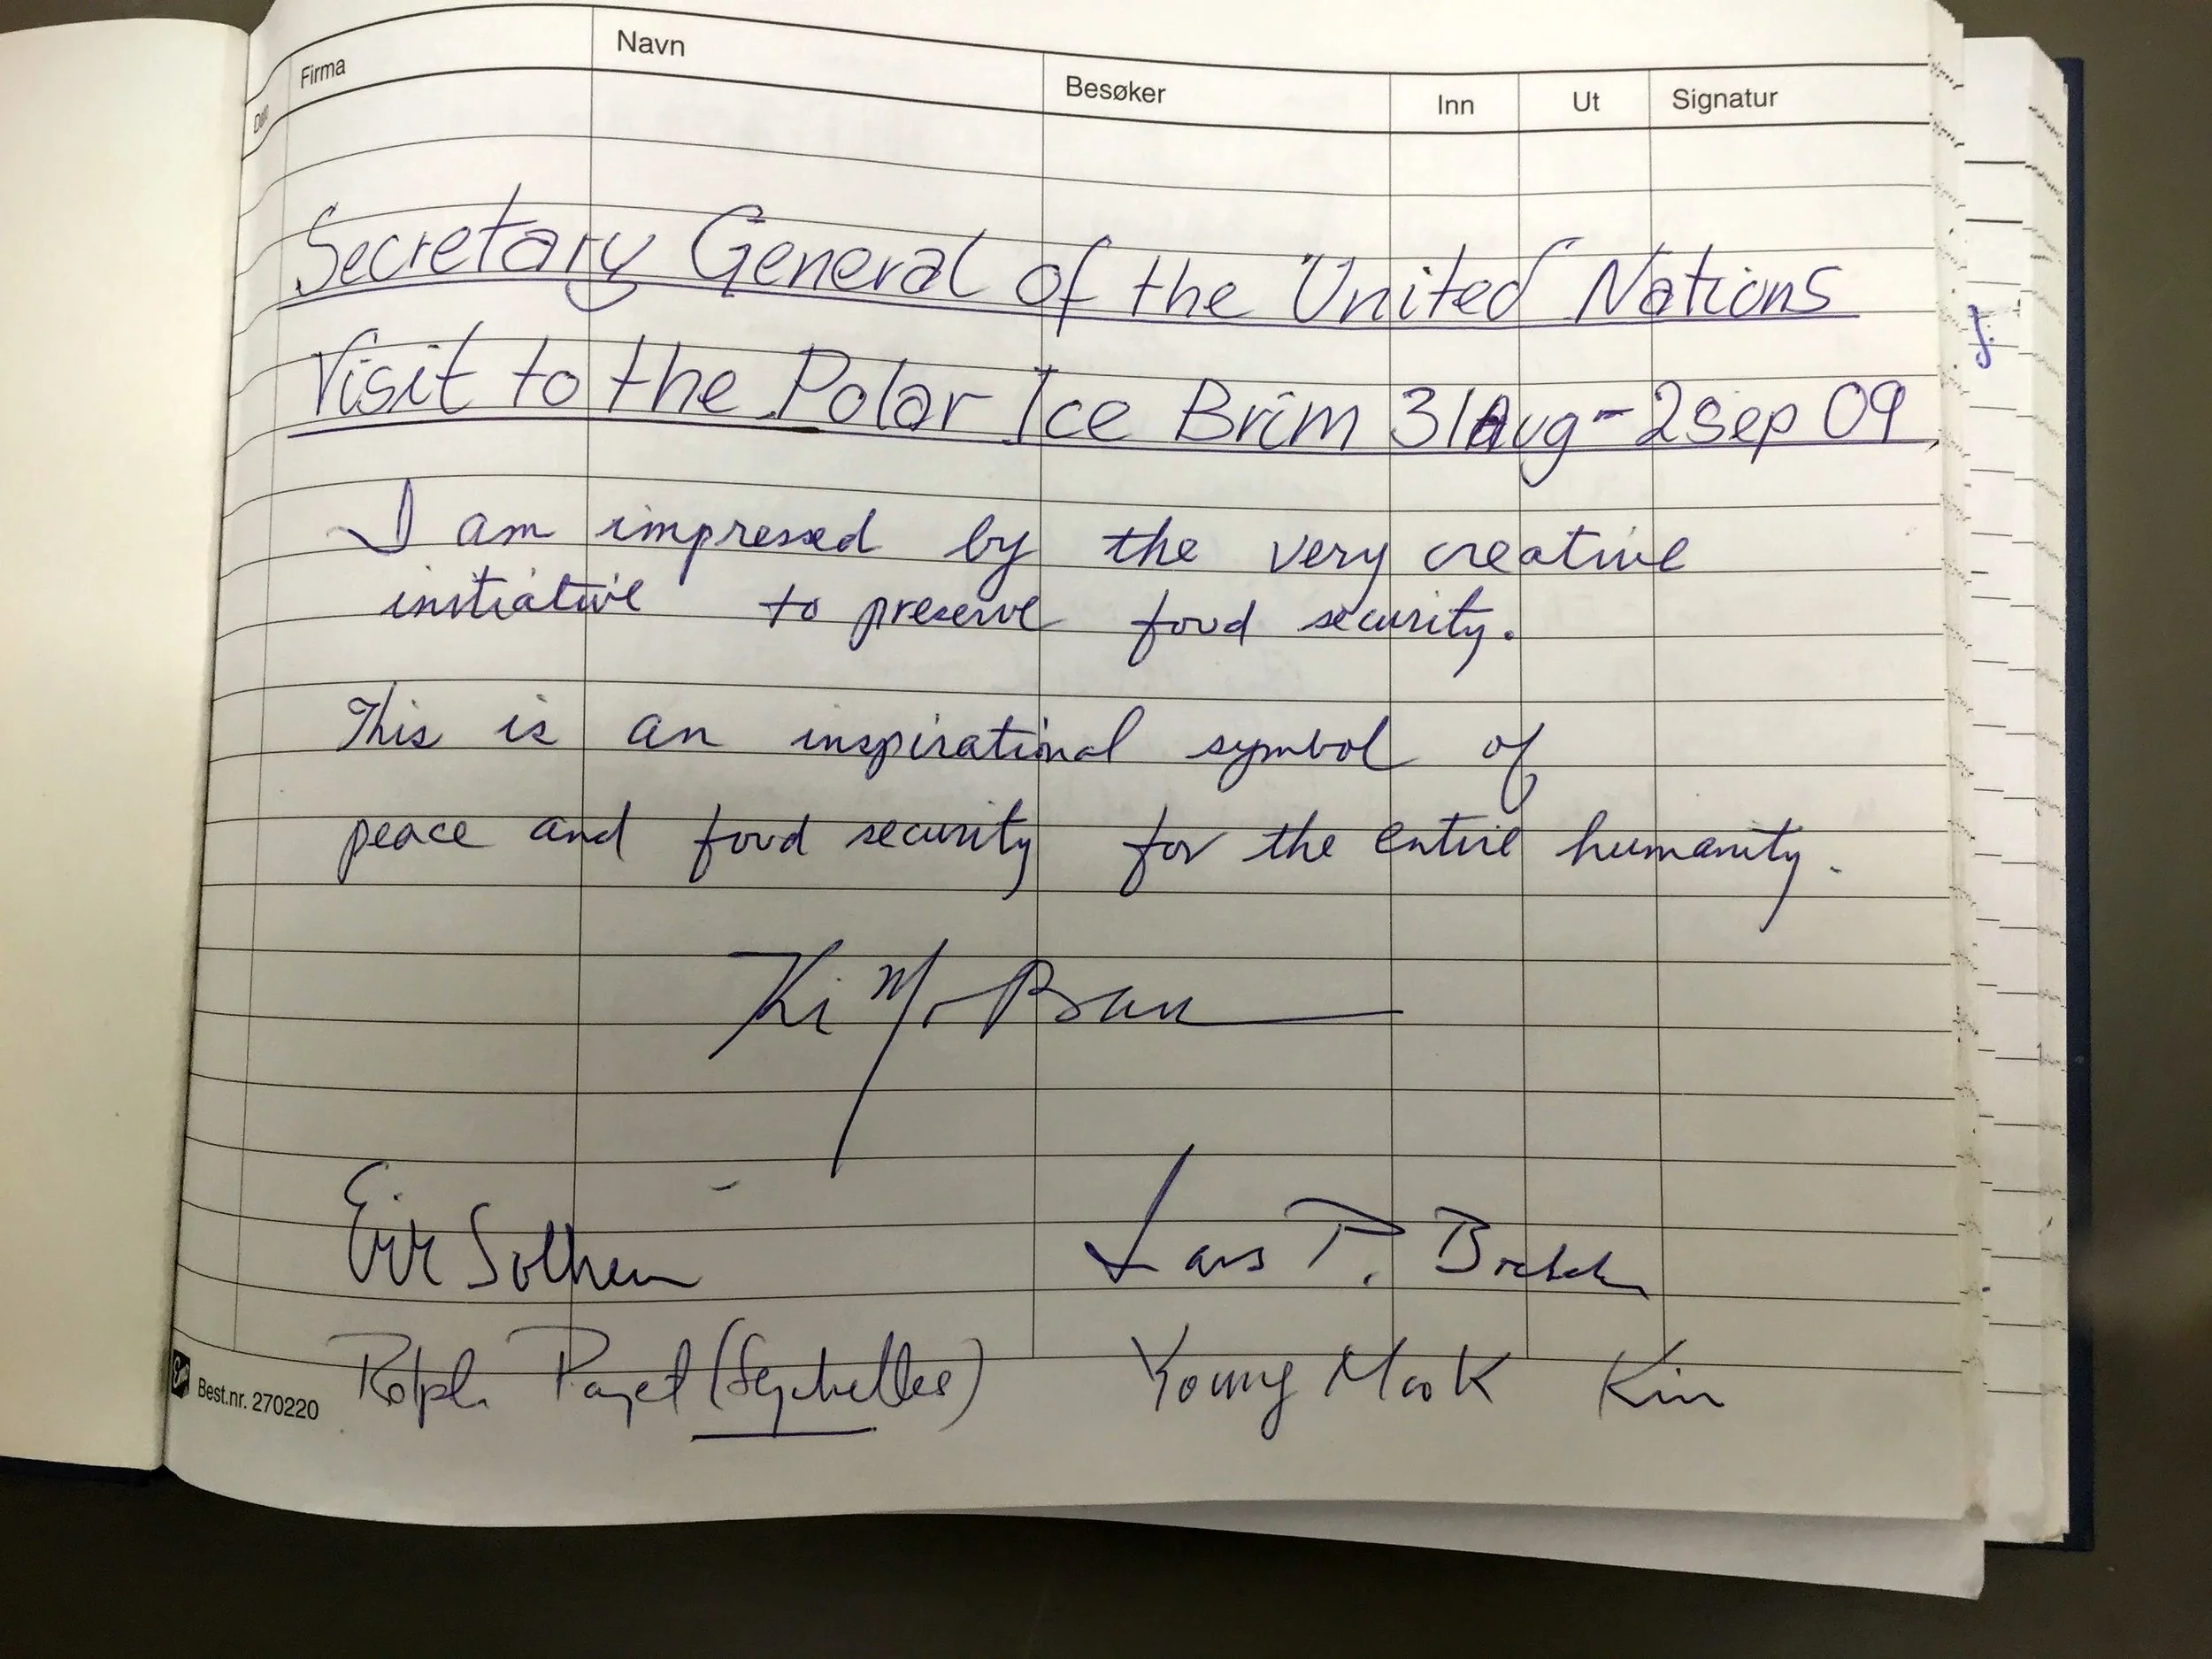 Dato Firma Navn Besøker Inn Ut Signatur
Secretary General of the United Nations
Visit to the Polar Ice Brim 31Aug-2Sep 09
I am impressed by the very creative
initiative to preserve food security.
This is an inspirational symbol of
peace and food security for the entire humanity.
Ki Moon Ban
Erik Solheim Lars P. Brekk
Rolph Payet (Seychelles) Young Mook Kim
Best.nr. 270220